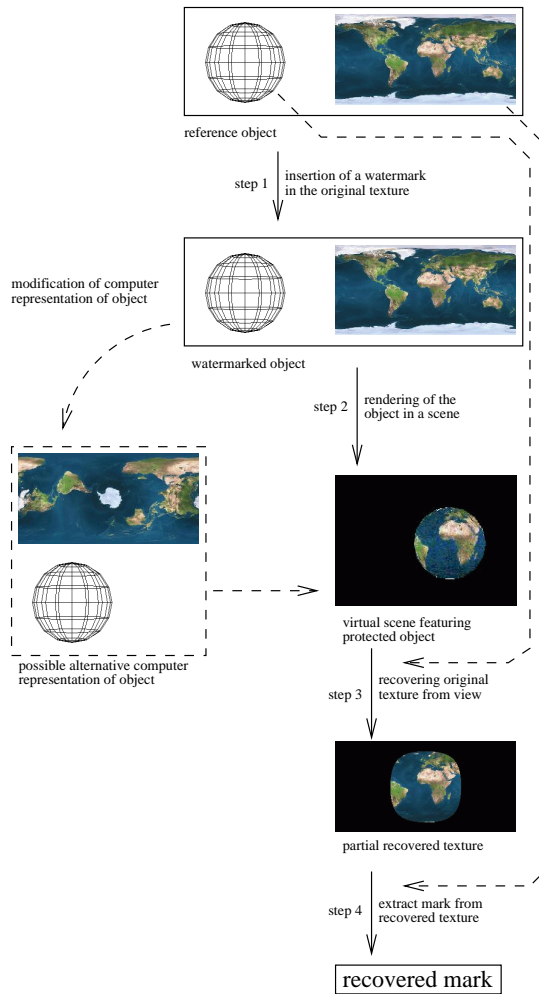 reference object
step 1
insertion of a watermark
in the original texture
modification of computer
representation of object
watermarked object
step 2
rendering of the
object in a scene
possible alternative computer
representation of object
virtual scene featuring
protected object
step 3
recovering original
texture from view
partial recovered texture
step 4
extract mark from
recovered texture
recovered mark